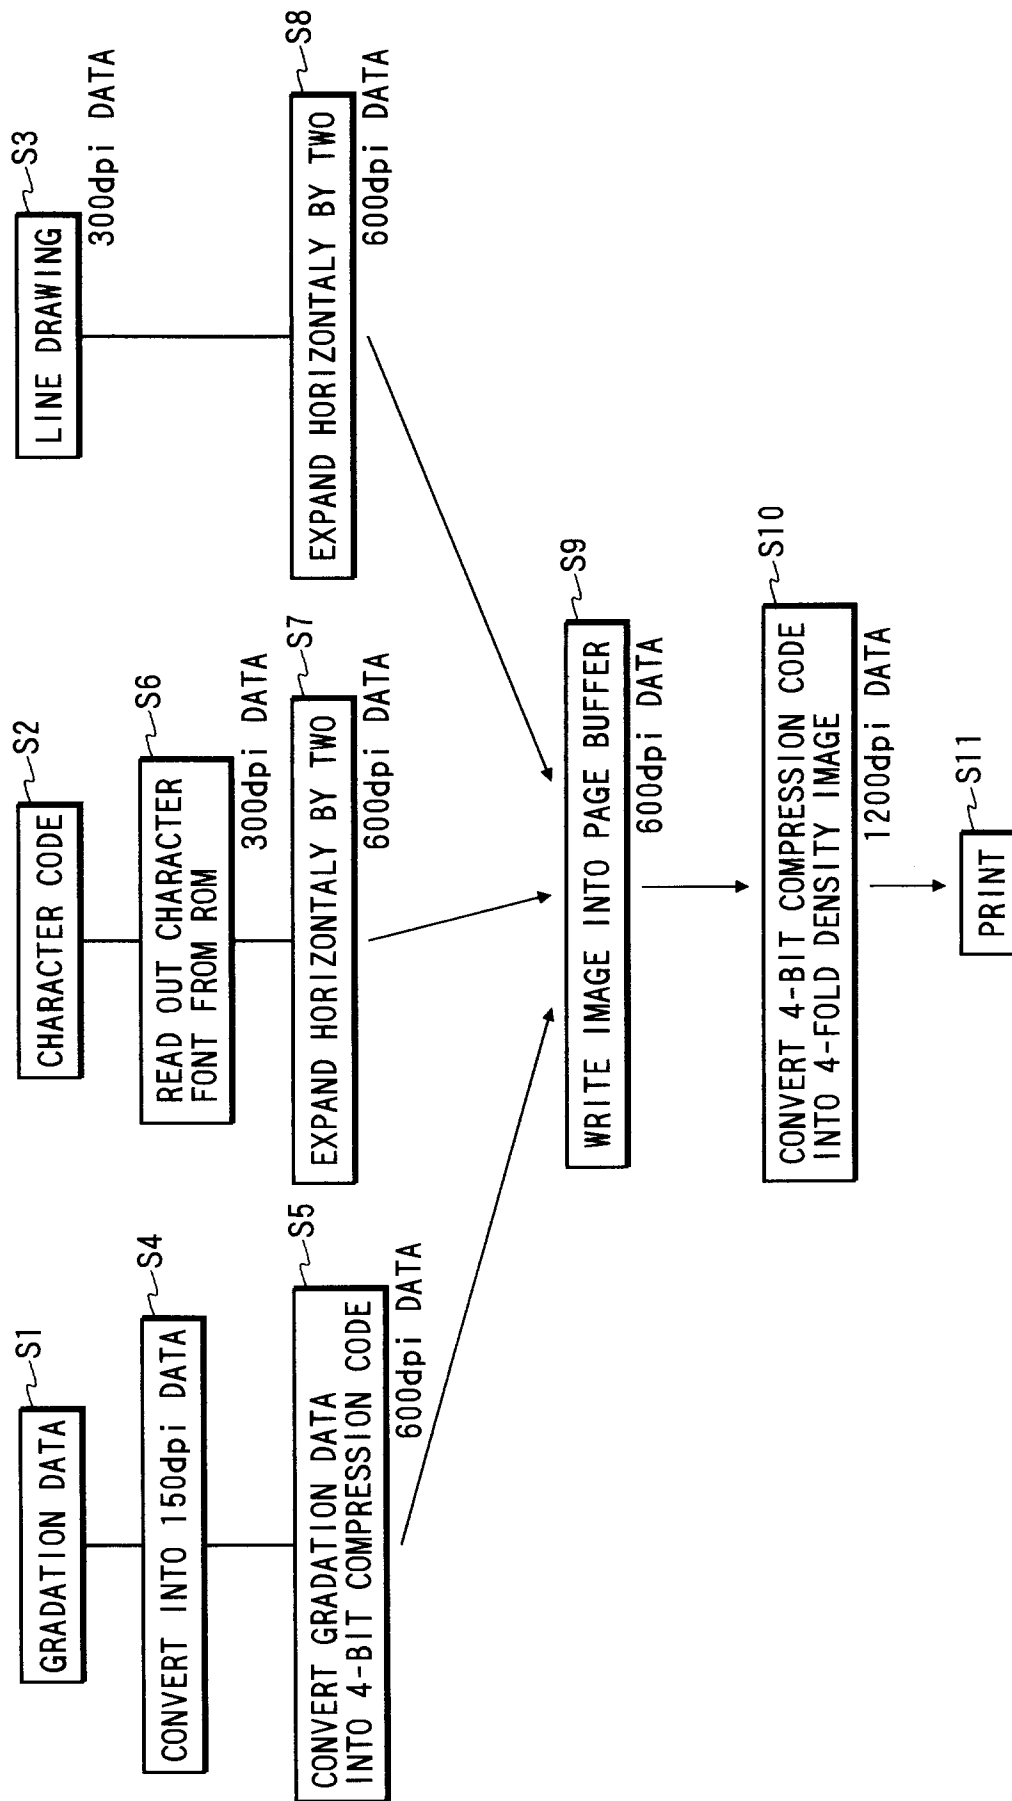 GRADATION DATA
S1
CONVERT INTO 150dpi DATA
S4
CONVERT GRADATION DATA
INTO 4-BIT COMPRESSION CODE
S5
600dpi DATA
CHARACTER CODE
S2
READ OUT CHARACTER
FONT FROM ROM
S6
300dpi DATA
EXPAND HORIZONTALY BY TWO
S7
600dpi DATA
LINE DRAWING
S3
300dpi DATA
EXPAND HORIZONTALY BY TWO
S8
600dpi DATA
WRITE IMAGE INTO PAGE BUFFER
S9
600dpi DATA
CONVERT 4-BIT COMPRESSION CODE
INTO 4-FOLD DENSITY IMAGE
S10
1200dpi DATA
PRINT
S11